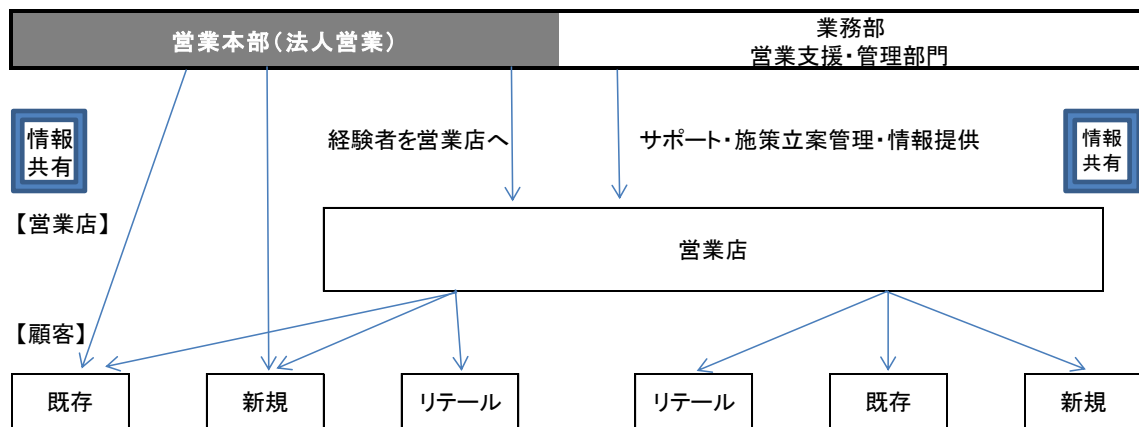 営業本部（法人営業）
業務部
営業支援・管理部門
情報
共有
経験者を営業店へ
サポート・施策立案管理・情報提供
情報
共有
【営業店】
営業店
【顧客】
既存
新規
リテール
リテール
既存
新規